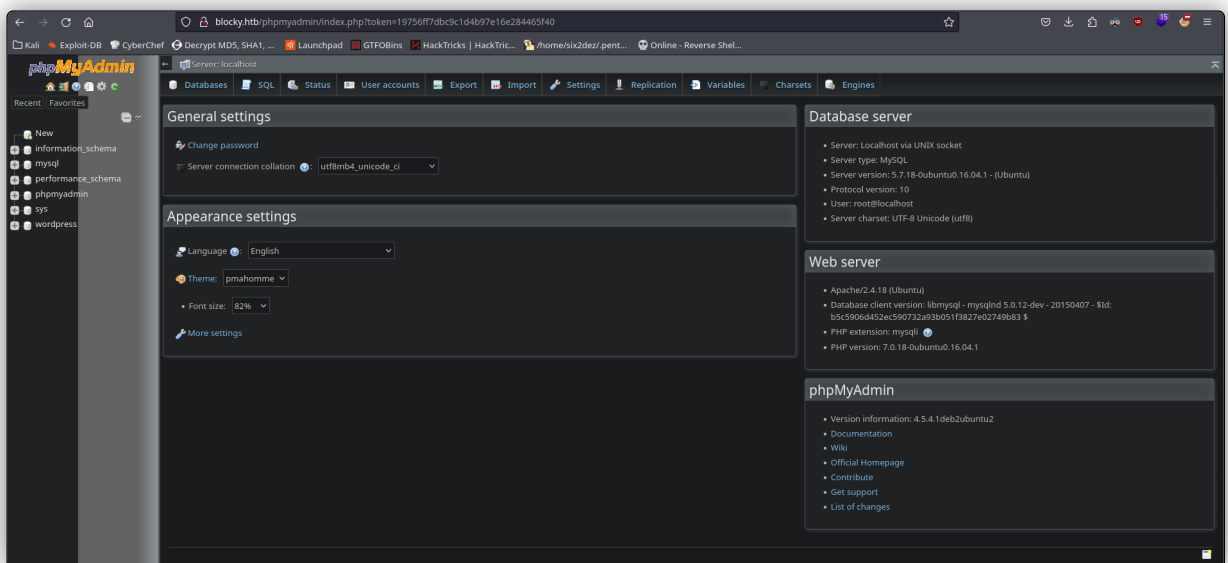 blocky.htb/phpmyadmin/index.php?token=19756ff7dbc9c1d4b97e16e284465f40
15
Kali Exploit-DB CyberChef Decrypt MD5, SHA1, ... Launchpad GTFOBins HackTricks | HackTric... /home/six2dez/.pent... Online - Reverse Shel...
phpMyAdmin
Recent Favorites
New
information_schema
mysql
performance_schema
phpmyadmin
sys
wordpress
Server: localhost
Databases SQL Status User accounts Export Import Settings Replication Variables Charsets Engines
General settings
Change password
Server connection collation : utf8mb4_unicode_ci
Appearance settings
Language : English
Theme: pmahomme
• Font size: 82%
More settings
Database server
• Server: Localhost via UNIX socket
• Server type: MySQL
• Server version: 5.7.18-0ubuntu0.16.04.1 - (Ubuntu)
• Protocol version: 10
• User: root@localhost
• Server charset: UTF-8 Unicode (utf8)
Web server
• Apache/2.4.18 (Ubuntu)
• Database client version: libmysql - mysqlnd 5.0.12-dev - 20150407 - $Id:
b5c5906d452ec590732a93b051f3827e02749b83 $
• PHP extension: mysqli
• PHP version: 7.0.18-0ubuntu0.16.04.1
phpMyAdmin
• Version information: 4.5.4.1deb2ubuntu2
• Documentation
• Wiki
• Official Homepage
• Contribute
• Get support
• List of changes